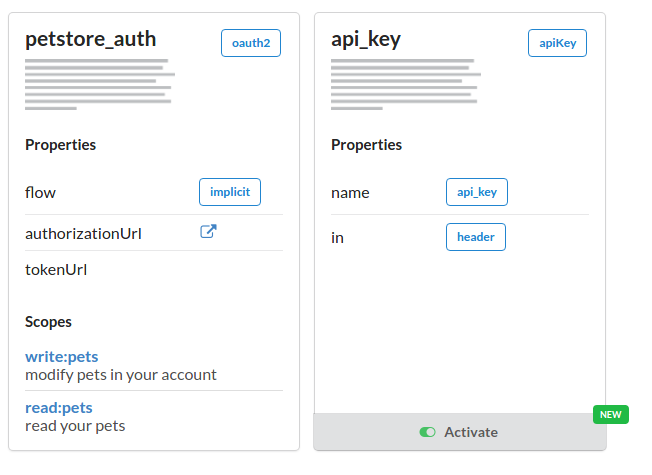 petstore_auth
oauth2
Properties
flow
implicit
authorizationUrl
tokenUrl
Scopes
write:pets
modify pets in your account
read:pets
read your pets
api_key
apiKey
Properties
name
api_key
in
header
NEW
Activate